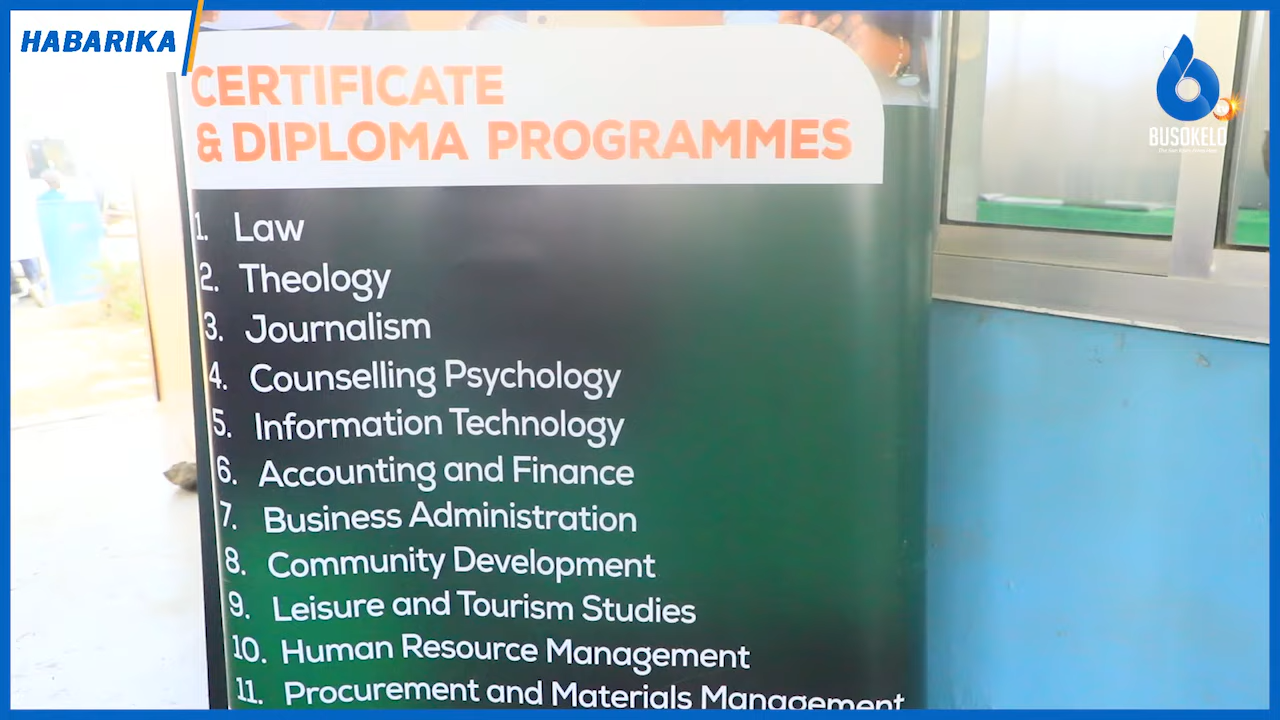 HABARIKA
BUSOKELO
CERTIFICATE
& DIPLOMA PROGRAMMES
1. Law
2. Theology
3. Journalism
4. Counselling Psychology
5. Information Technology
6. Accounting and Finance
7. Business Administration
8. Community Development
9. Leisure and Tourism Studies
10. Human Resource Management
11. Procurement and Materials Management